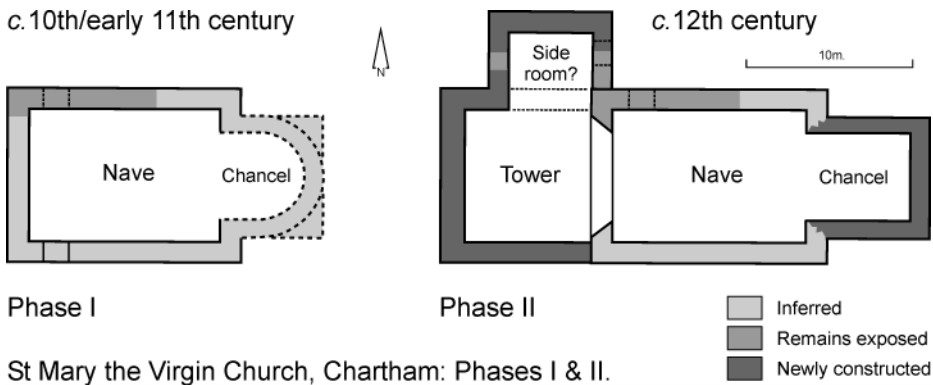 c.10th/early 11th century
N
Nave
Chancel
Phase I
c.12th century
10m.
Side
room?
Tower
Nave
Chancel
Phase II
Inferred
Remains exposed
Newly constructed
St Mary the Virgin Church, Chartham: Phases I & II.